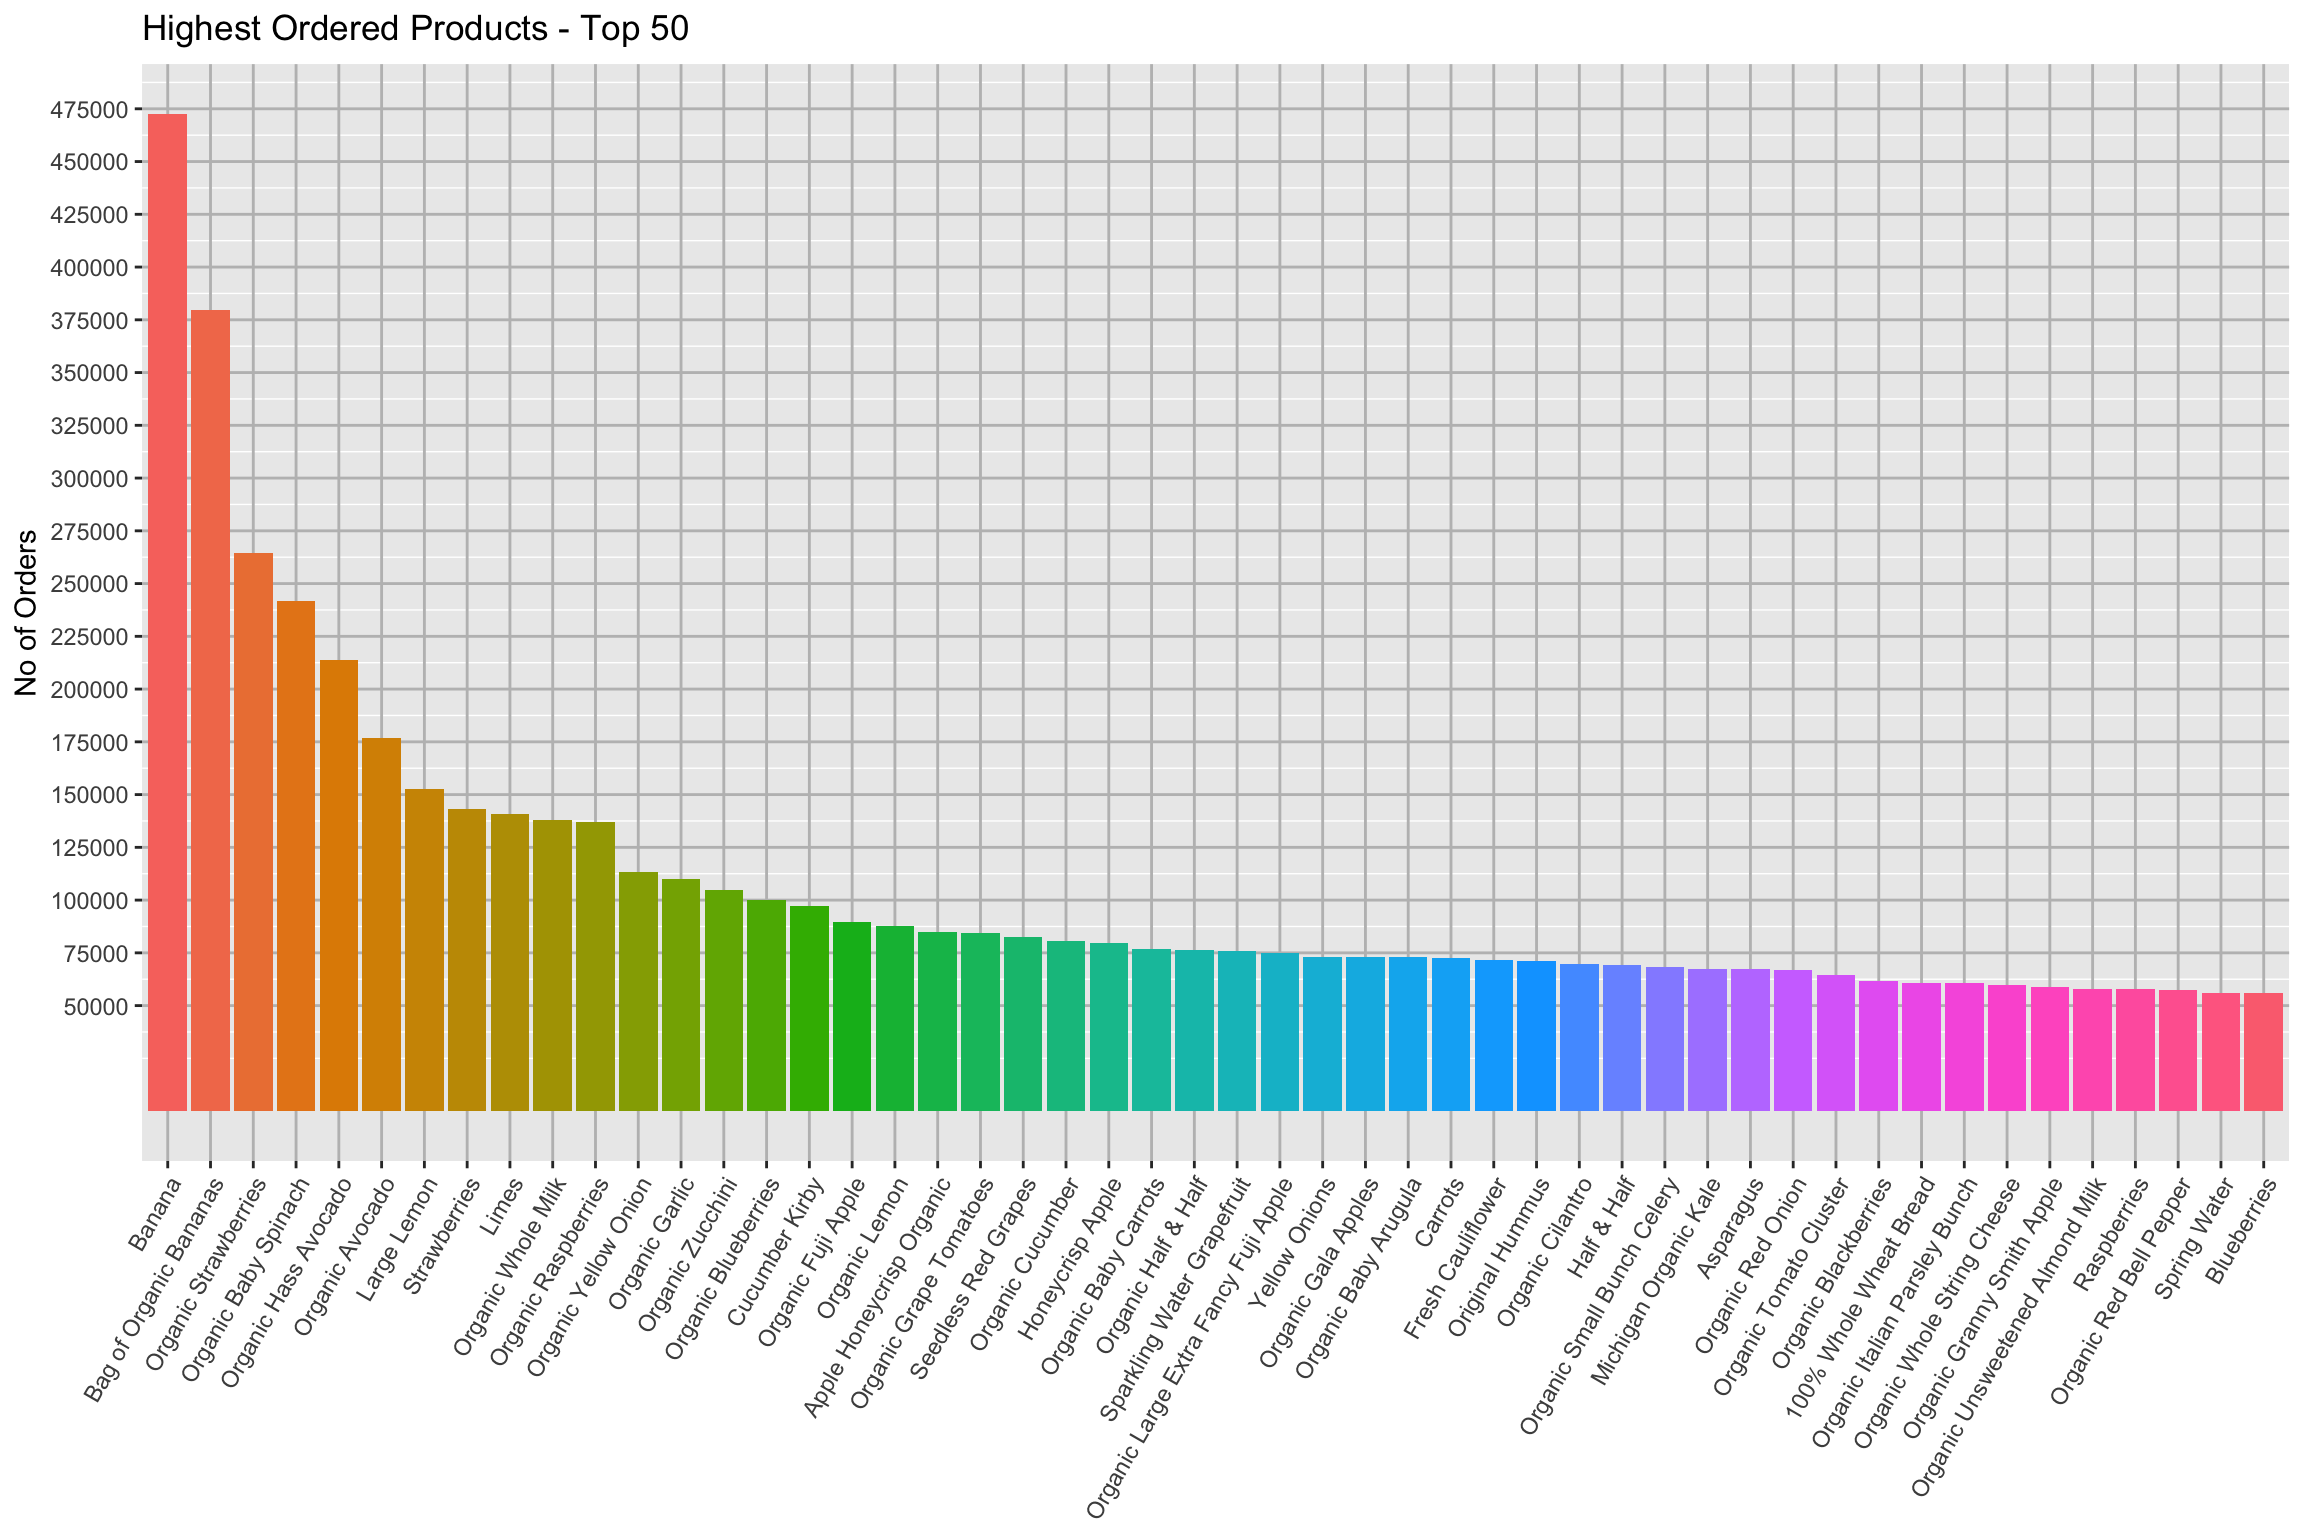 Highest Ordered Products - Top 50
No of Orders
475000
450000
425000
400000
375000
350000
325000
300000
275000
250000
225000
200000
175000
150000
125000
100000
75000
50000
Banana
Bag of Organic Bananas
Organic Strawberries
Organic Baby Spinach
Organic Hass Avocado
Organic Avocado
Large Lemon
Strawberries
Limes
Organic Whole Milk
Organic Raspberries
Organic Yellow Onion
Organic Garlic
Organic Zucchini
Organic Blueberries
Cucumber Kirby
Organic Fuji Apple
Organic Lemon
Apple Honeycrisp Organic
Organic Grape Tomatoes
Seedless Red Grapes
Organic Cucumber
Honeycrisp Apple
Organic Baby Carrots
Organic Half & Half
Sparkling Water Grapefruit
Organic Large Extra Fancy Fuji Apple
Yellow Onions
Organic Gala Apples
Organic Baby Arugula
Carrots
Fresh Cauliflower
Original Hummus
Organic Cilantro
Half & Half
Organic Small Bunch Celery
Michigan Organic Kale
Asparagus
Organic Red Onion
Organic Tomato Cluster
Organic Blackberries
100% Whole Wheat Bread
Organic Italian Parsley Bunch
Organic Whole String Cheese
Organic Granny Smith Apple
Organic Unsweetened Almond Milk
Raspberries
Organic Red Bell Pepper
Spring Water
Blueberries